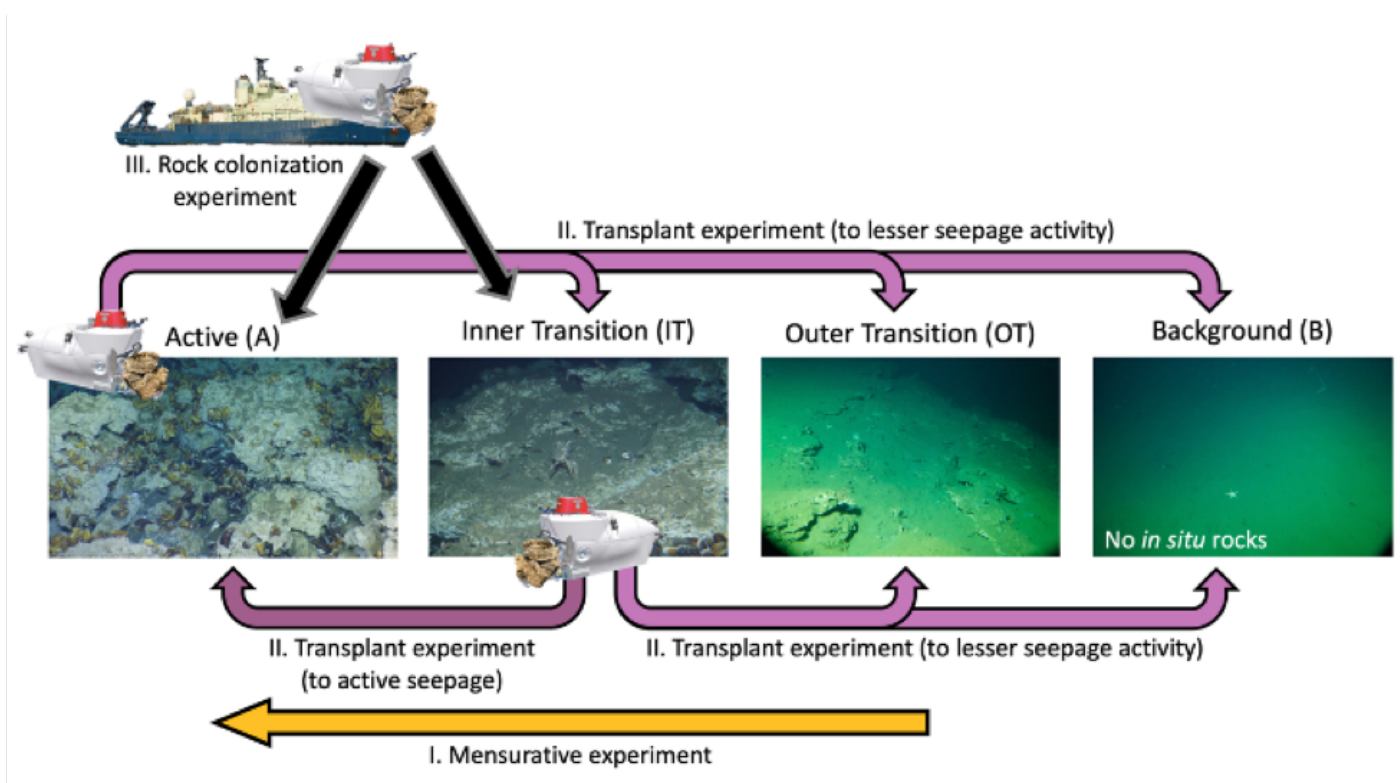 III. Rock colonization
experiment
II. Transplant experiment (to lesser seepage activity)
Active (A)
Inner Transition (IT)
Outer Transition (OT)
Background (B)
No in situ rocks
II. Transplant experiment
(to active seepage)
II. Transplant experiment (to lesser seepage activity)
I. Mensurative experiment